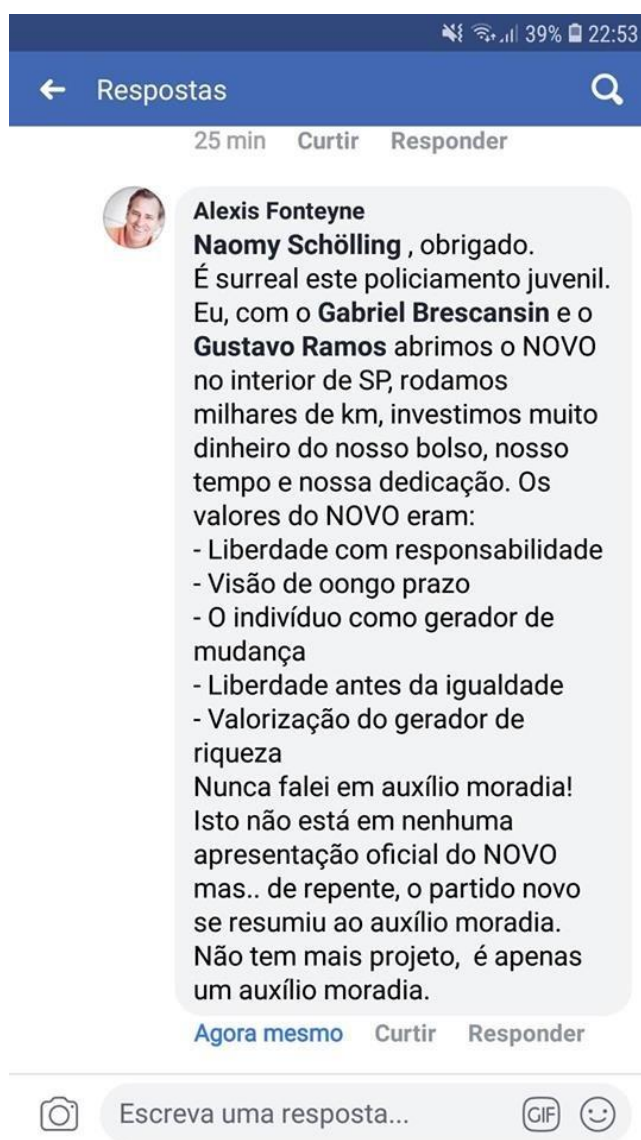 39% 22:53
Respostas
25 min Curtir Responder
Alexis Fonteyne
Naomy Schölling , obrigado.
É surreal este policiamento juvenil.
Eu, com o Gabriel Brescansin e o
Gustavo Ramos abrimos o NOVO
no interior de SP, rodamos
milhares de km, investimos muito
dinheiro do nosso bolso, nosso
tempo e nossa dedicação. Os
valores do NOVO eram:
- Liberdade com responsabilidade
- Visão de oongo prazo
- O indivíduo como gerador de
mudança
- Liberdade antes da igualdade
- Valorização do gerador de
riqueza
Nunca falei em auxílio moradia!
Isto não está em nenhuma
apresentação oficial do NOVO
mas.. de repente, o partido novo
se resumiu ao auxílio moradia.
Não tem mais projeto, é apenas
um auxílio moradia.
Agora mesmo Curtir Responder
Escreva uma resposta... GIF